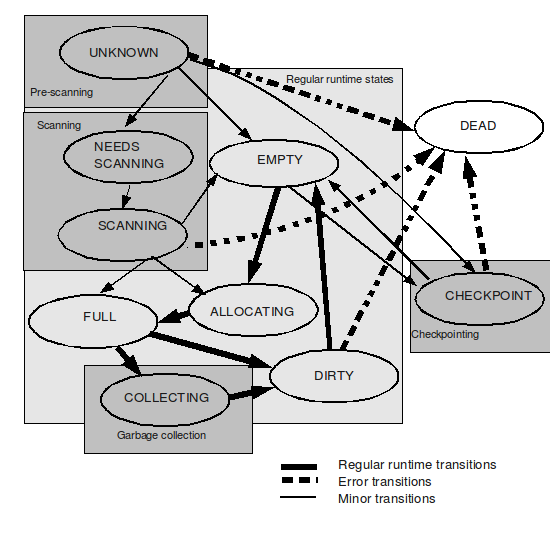 UNKNOWN
Pre-scanning
Regular runtime states
Scanning
NEEDS
SCANNING
EMPTY
DEAD
SCANNING
FULL
ALLOCATING
CHECKPOINT
Checkpointing
DIRTY
COLLECTING
Garbage collection
Regular runtime transitions
Error transitions
Minor transitions